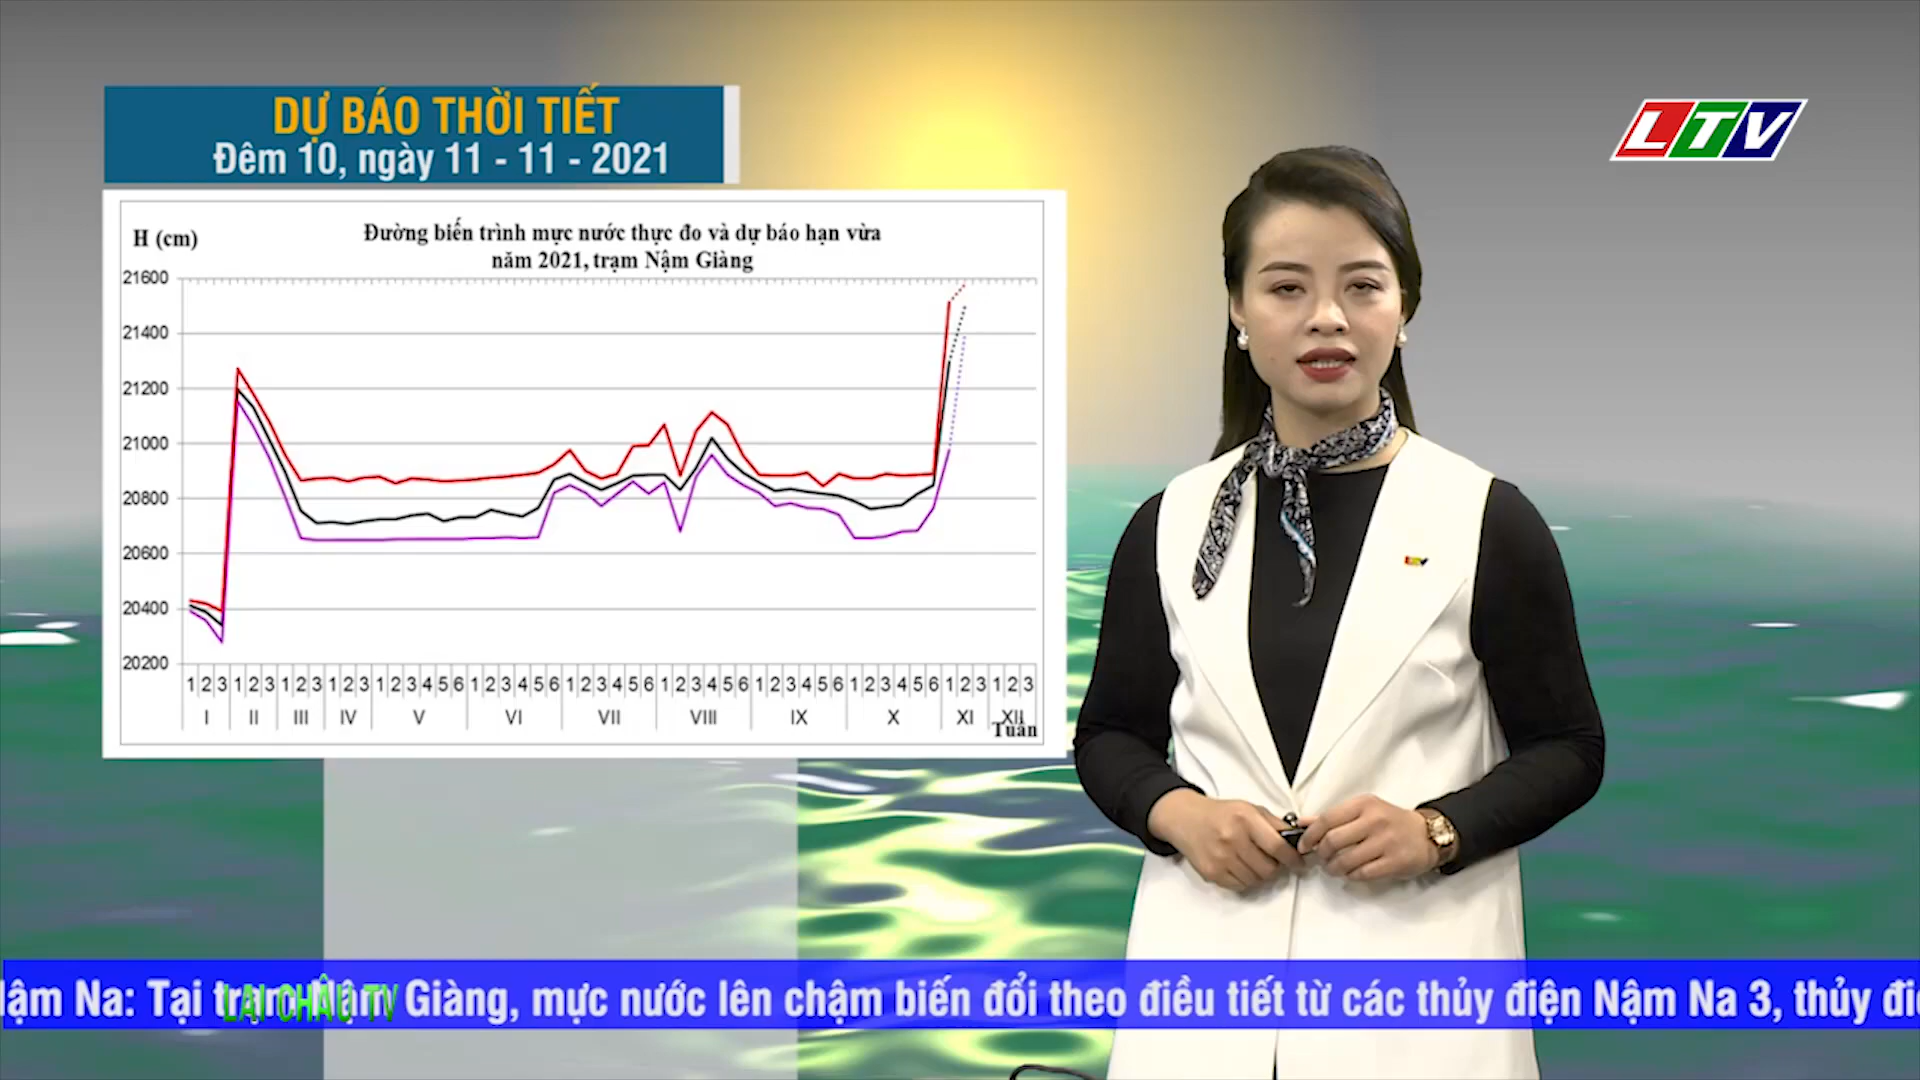 DỰ BÁO THỜI TIẾT
Đêm 10, ngày 11 - 11 - 2021
LTV
Đường biến trình mực nước thực đo và dự báo hạn vừa
năm 2021, trạm Nậm Giàng
H (cm)
21600
21400
21200
21000
20800
20600
20400
20200
1 2 3 1 2 3 1 2 3 1 2 3 1 2 3 4 5 6 1 2 3 4 5 6 1 2 3 4 5 6 1 2 3 4 5 6 1 2 3 4 5 6 1 2 3 4 5 6 1 2 3 1 2 3
I II III IV V VI VII VIII IX X XI XII
Tuần
LTV
Na: Tại trạm Nậm Giàng, mực nước lên chậm biến đổi theo điều tiết từ các thủy điện Nậm Na 3, thủy
LAI CHÂU TV